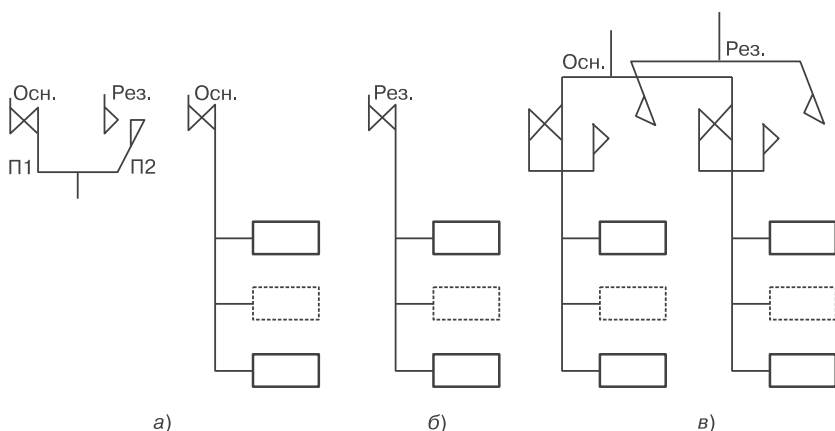 Осн.
Рез.
Осн.
Рез.
Осн.
Рез.
П1
П2
а)
б)
в)